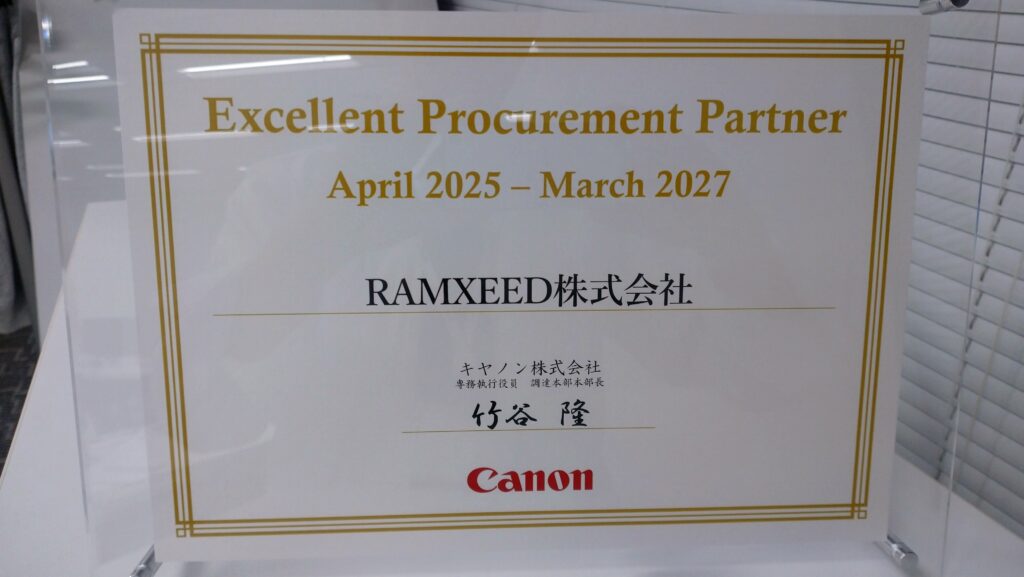 Excellent Procurement Partner
April 2025 – March 2027
RAMXEED株式会社
キヤノン株式会社
専務執行役員　調達本部本部長
竹谷 隆
Canon